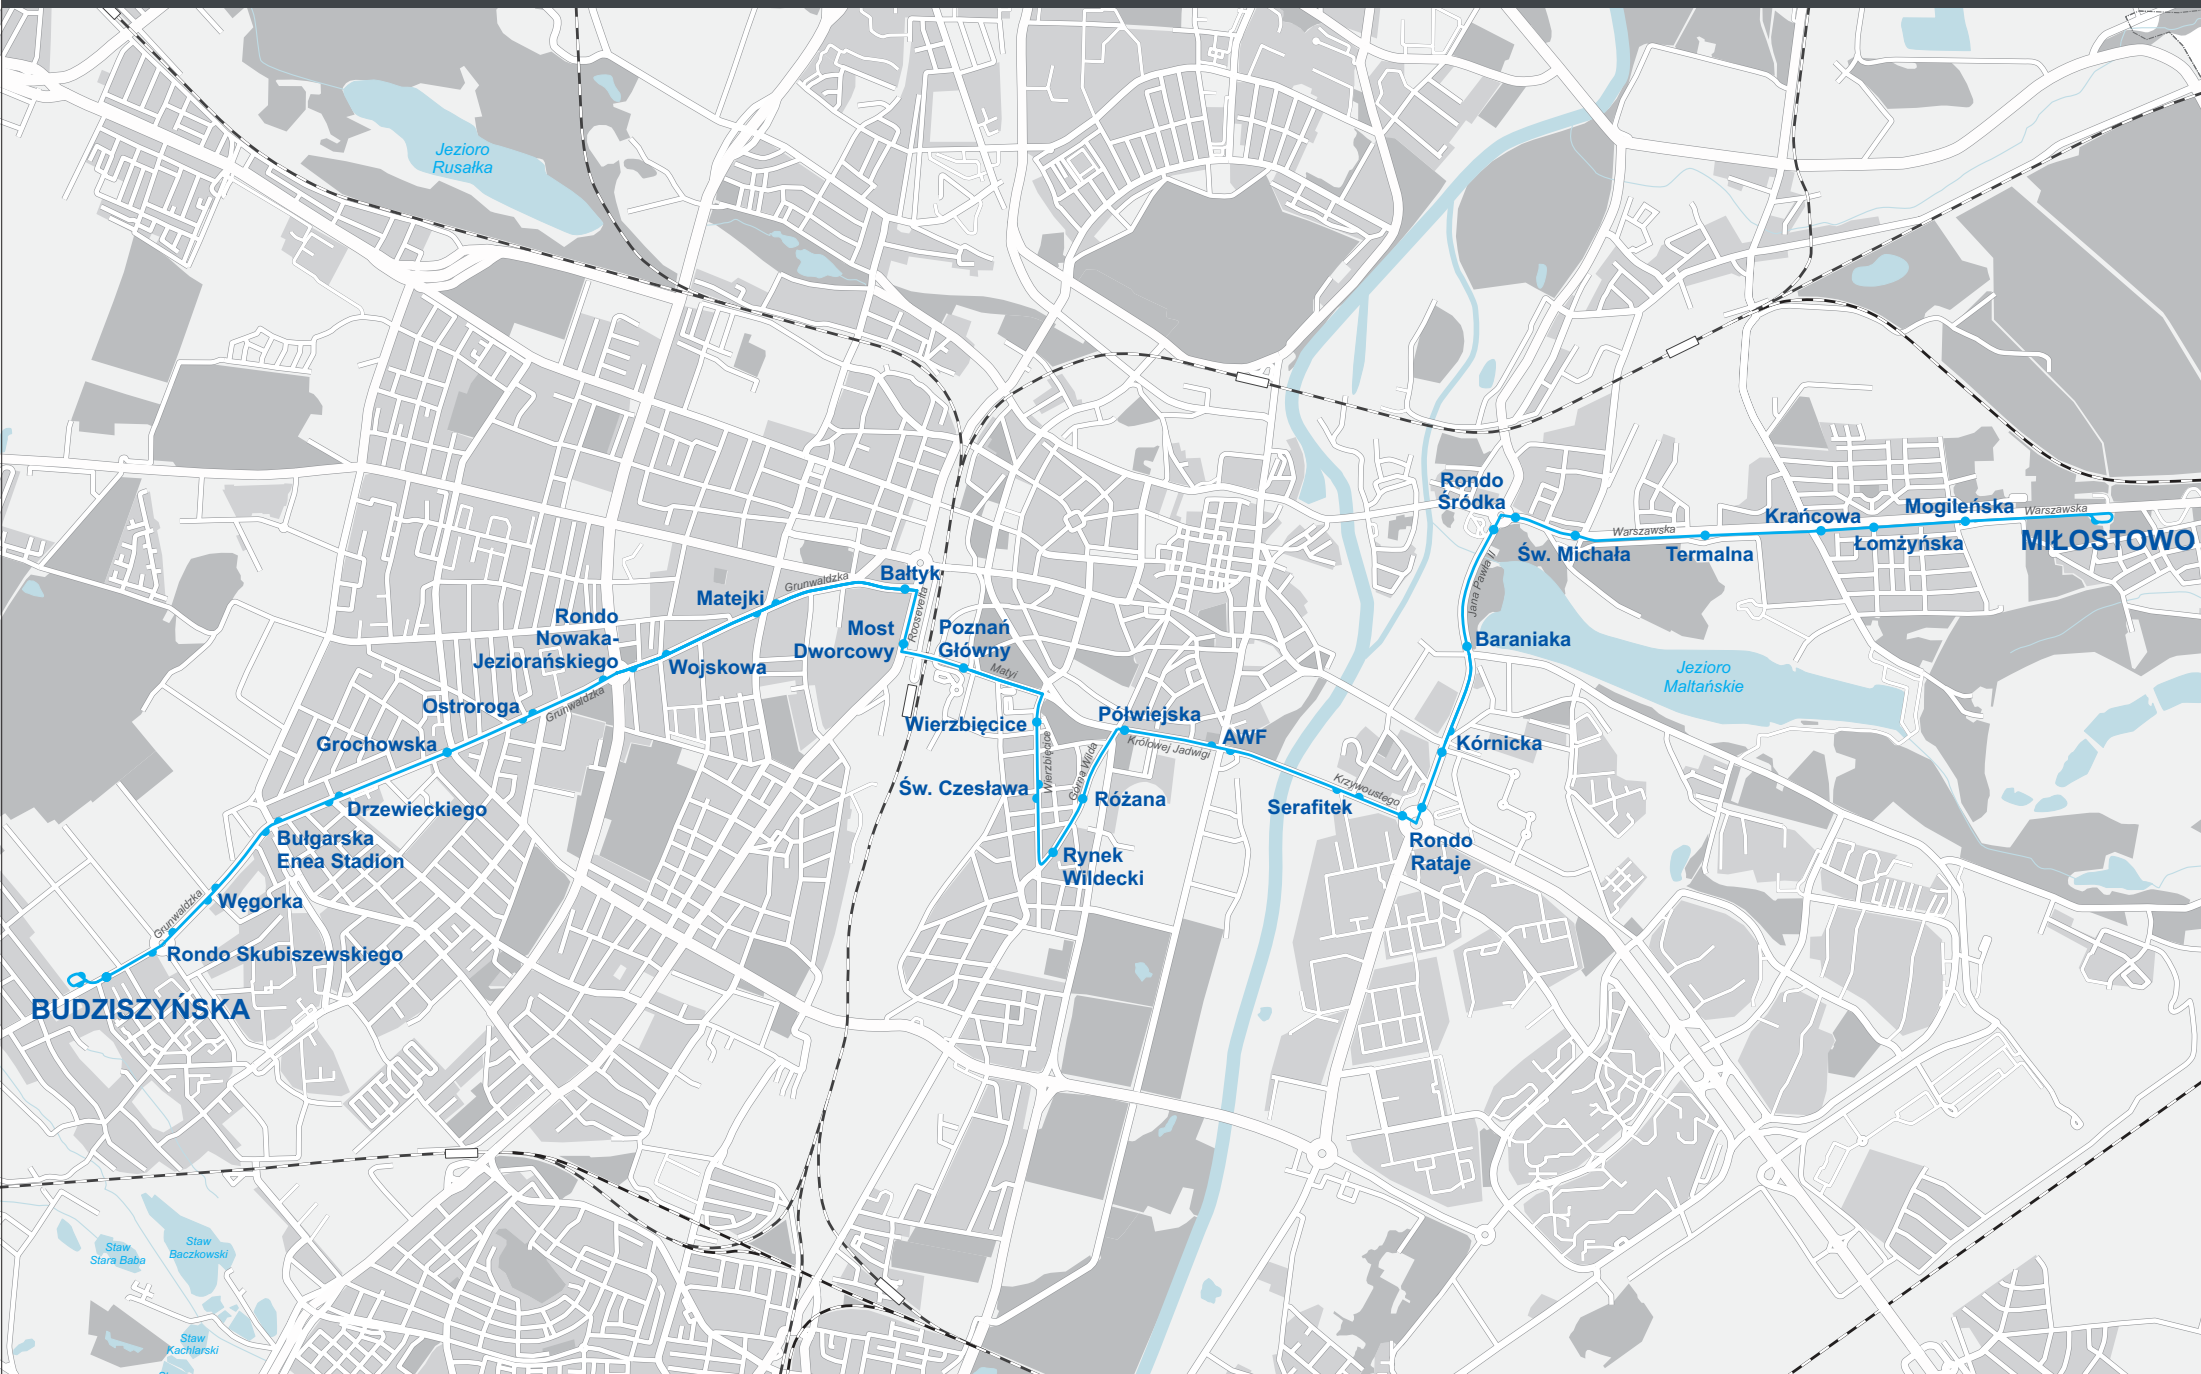 Jezioro
Rusałka
Rondo
Śródka
Krańcowa
Mogileńska
Warszawska
Warszawska
Św. Michała
Termalna
Łomżyńska
MIŁOSTOWO
Jana Pawła II
Bałtyk
Grunwaldzka
Matejki
Roosevelta
Rondo
Nowaka-
Jeziorańskiego
Most
Dworcowy
Poznań
Główny
Matyi
Wojskowa
Baraniaka
Jezioro
Maltańskie
Ostroroga
Grunwaldzka
Wierzbięcice
Półwiejska
Królowej Jadwigi
AWF
Grochowska
Kórnicka
Wierzbięcice
Górna Wilda
Św. Czesława
Różana
Krzywoustego
Serafitek
Drzewieckiego
Bułgarska
Enea Stadion
Rynek
Wildecki
Rondo
Rataje
Węgorka
Grunwaldzka
Rondo Skubiszewskiego
BUDZISZYŃSKA
Staw
Stara Baba
Staw
Baczkowski
Staw
Kachlarski